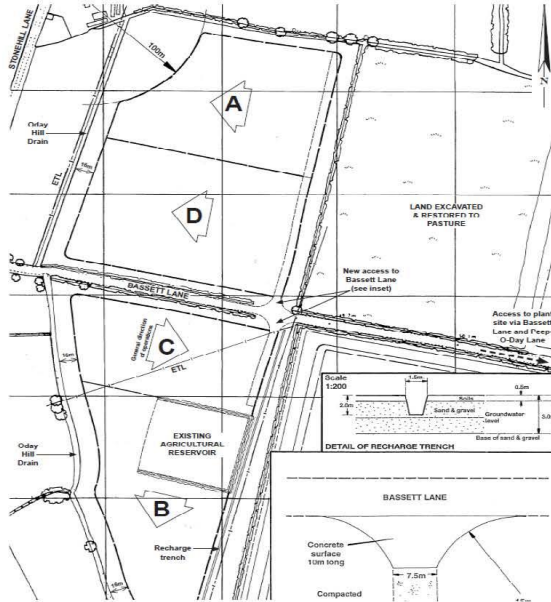 STONEHILL LANE
100m
A
N
Oday
Hill
Drain
ETL
16m
D
LAND EXCAVATED
& RESTORED TO
PASTURE
BASSETT LANE
New access to
Bassett Lane
(see inset)
Access to plant
site via Bassett
Lane and Peep-
O-Day Lane
General direction
of operations
C
ETL
16m
Scale
1:200
1.5m
0.5m
2.0m
Soils
Sand & gravel
Groundwater
level
3.0m
Base of sand & gravel
DETAIL OF RECHARGE TRENCH
EXISTING
AGRICULTURAL
RESERVOIR
Oday
Hill
Drain
B
Recharge
trench
16m
BASSETT LANE
Concrete
surface
10m long
7.5m
15m
Compacted